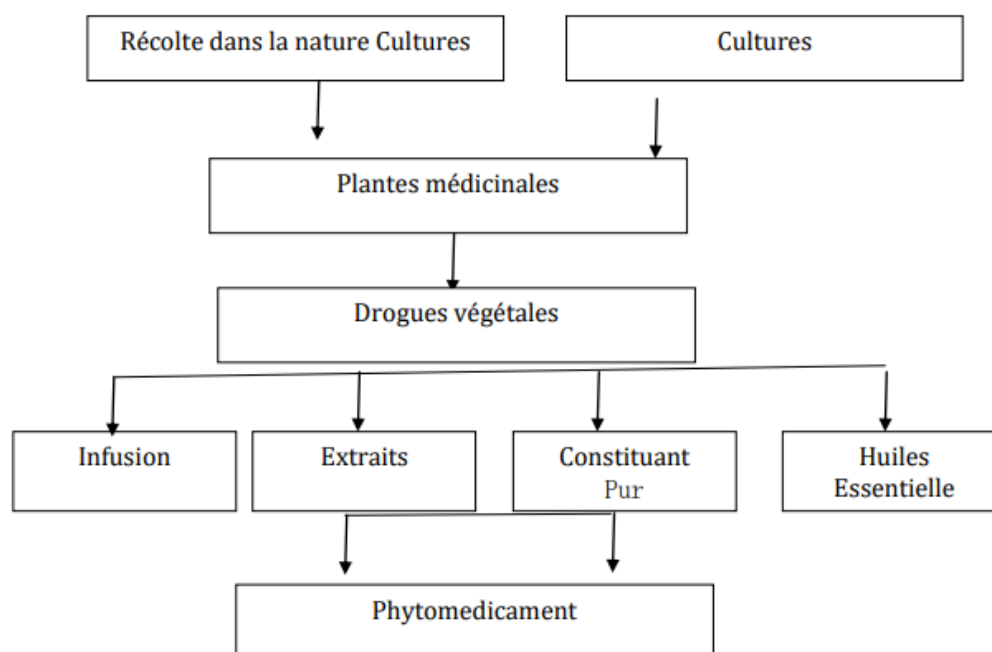 Récolte dans la nature Cultures
Cultures
Plantes médicinales
Drogues végétales
Infusion
Extraits
Constituant
Pur
Huiles
Essentielle
Phytomedicament